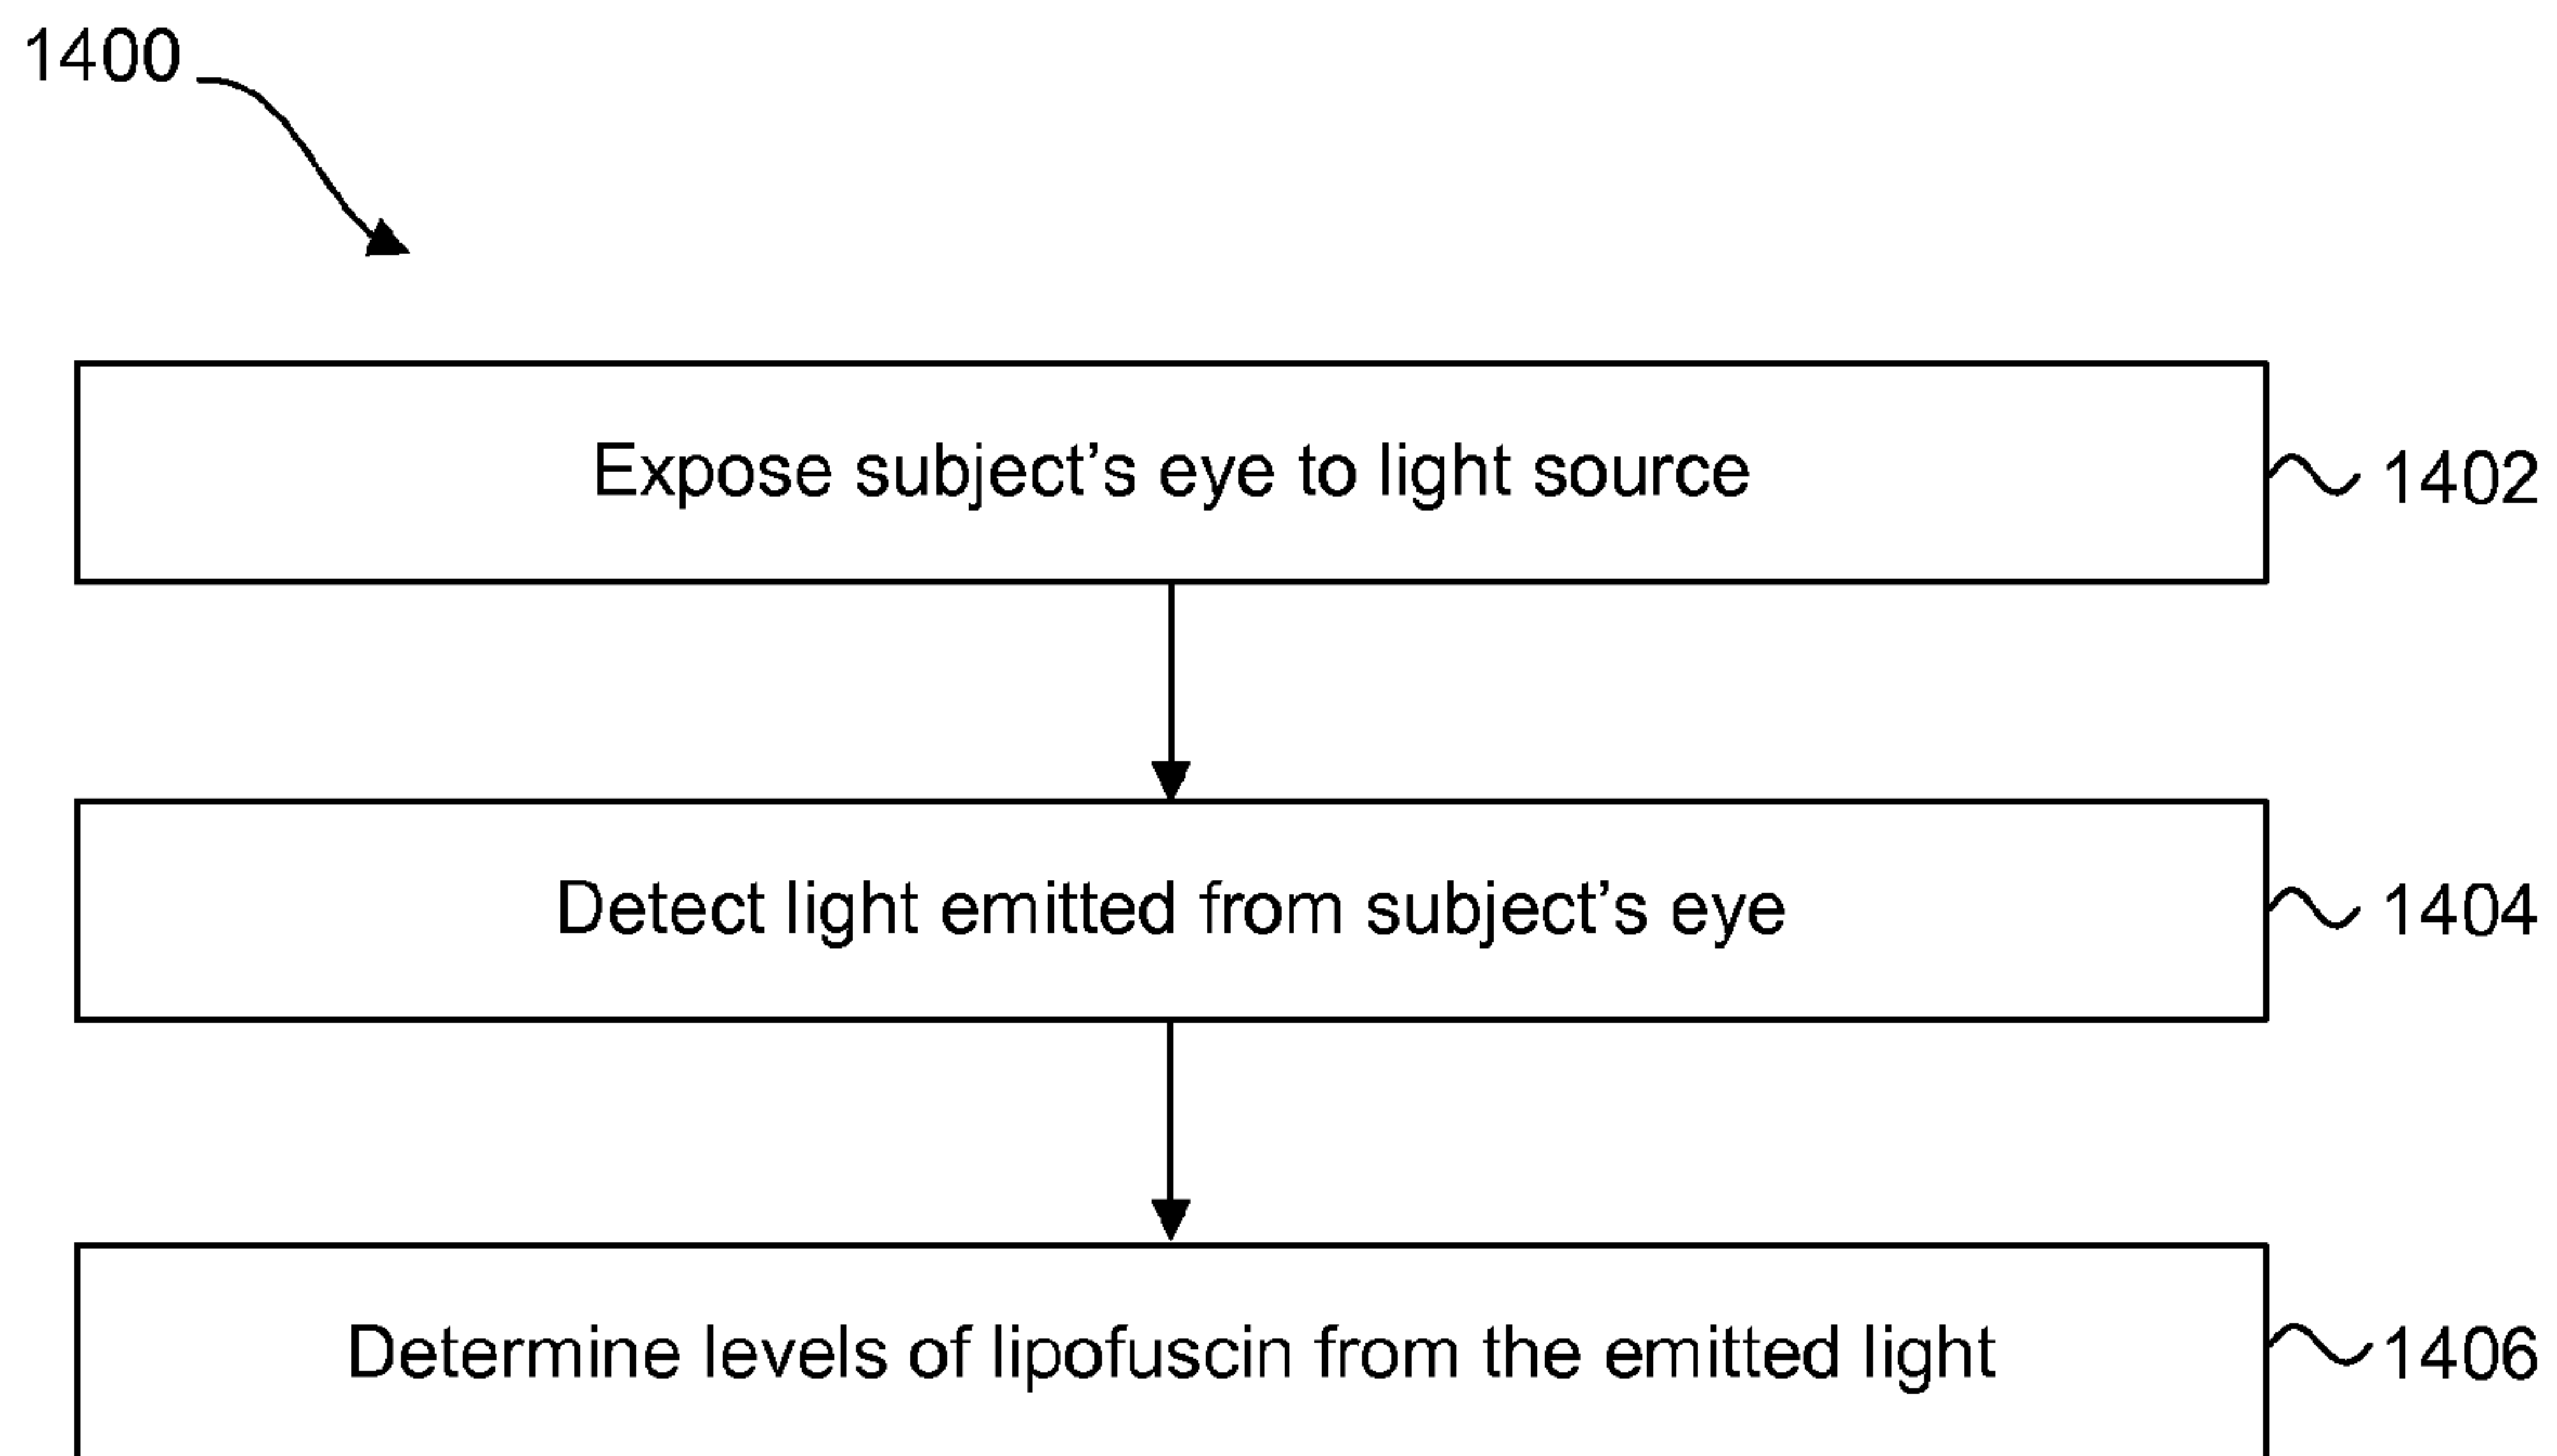 1400
Expose subject’s eye to light source
1402
Detect light emitted from subject’s eye
1404
Determine levels of lipofuscin from the emitted light
1406